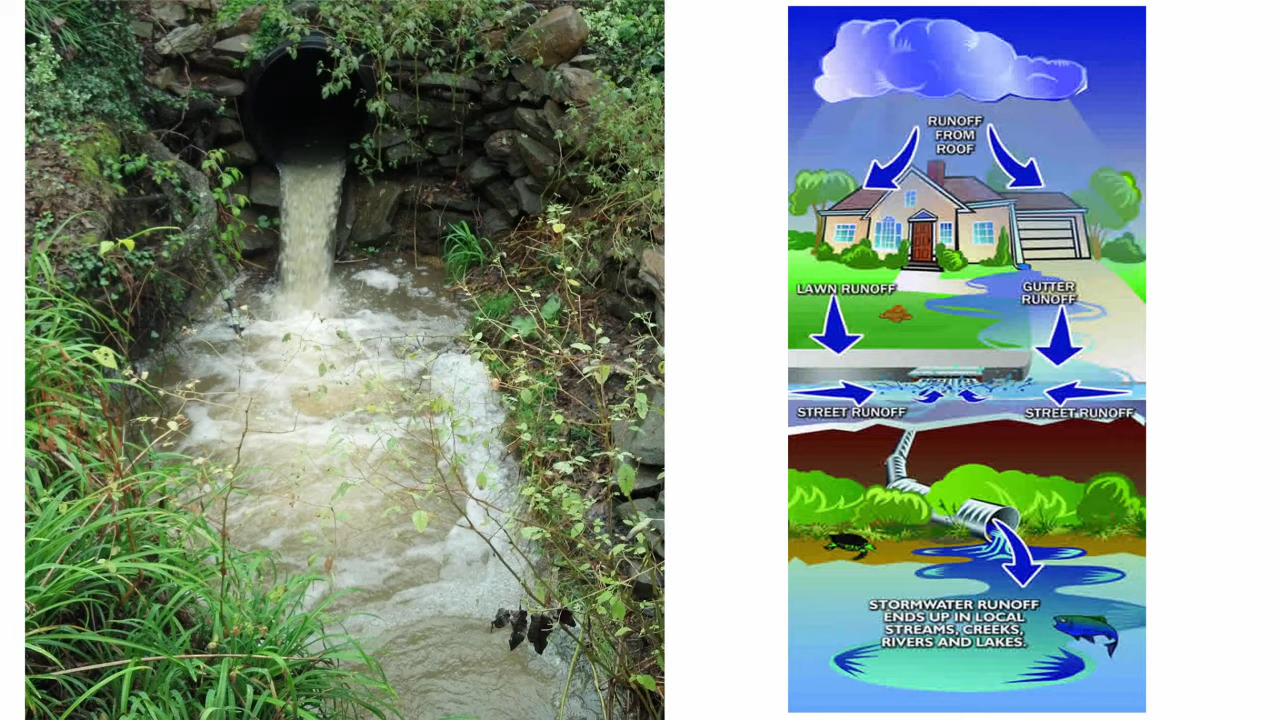 RUNOFF
FROM
ROOF
LAWN RUNOFF
GUTTER
RUNOFF
STREET RUNOFF
STREET RUNOFF
STORMWATER RUNOFF
ENDS UP IN LOCAL
STREAMS, CREEKS,
RIVERS AND LAKES.